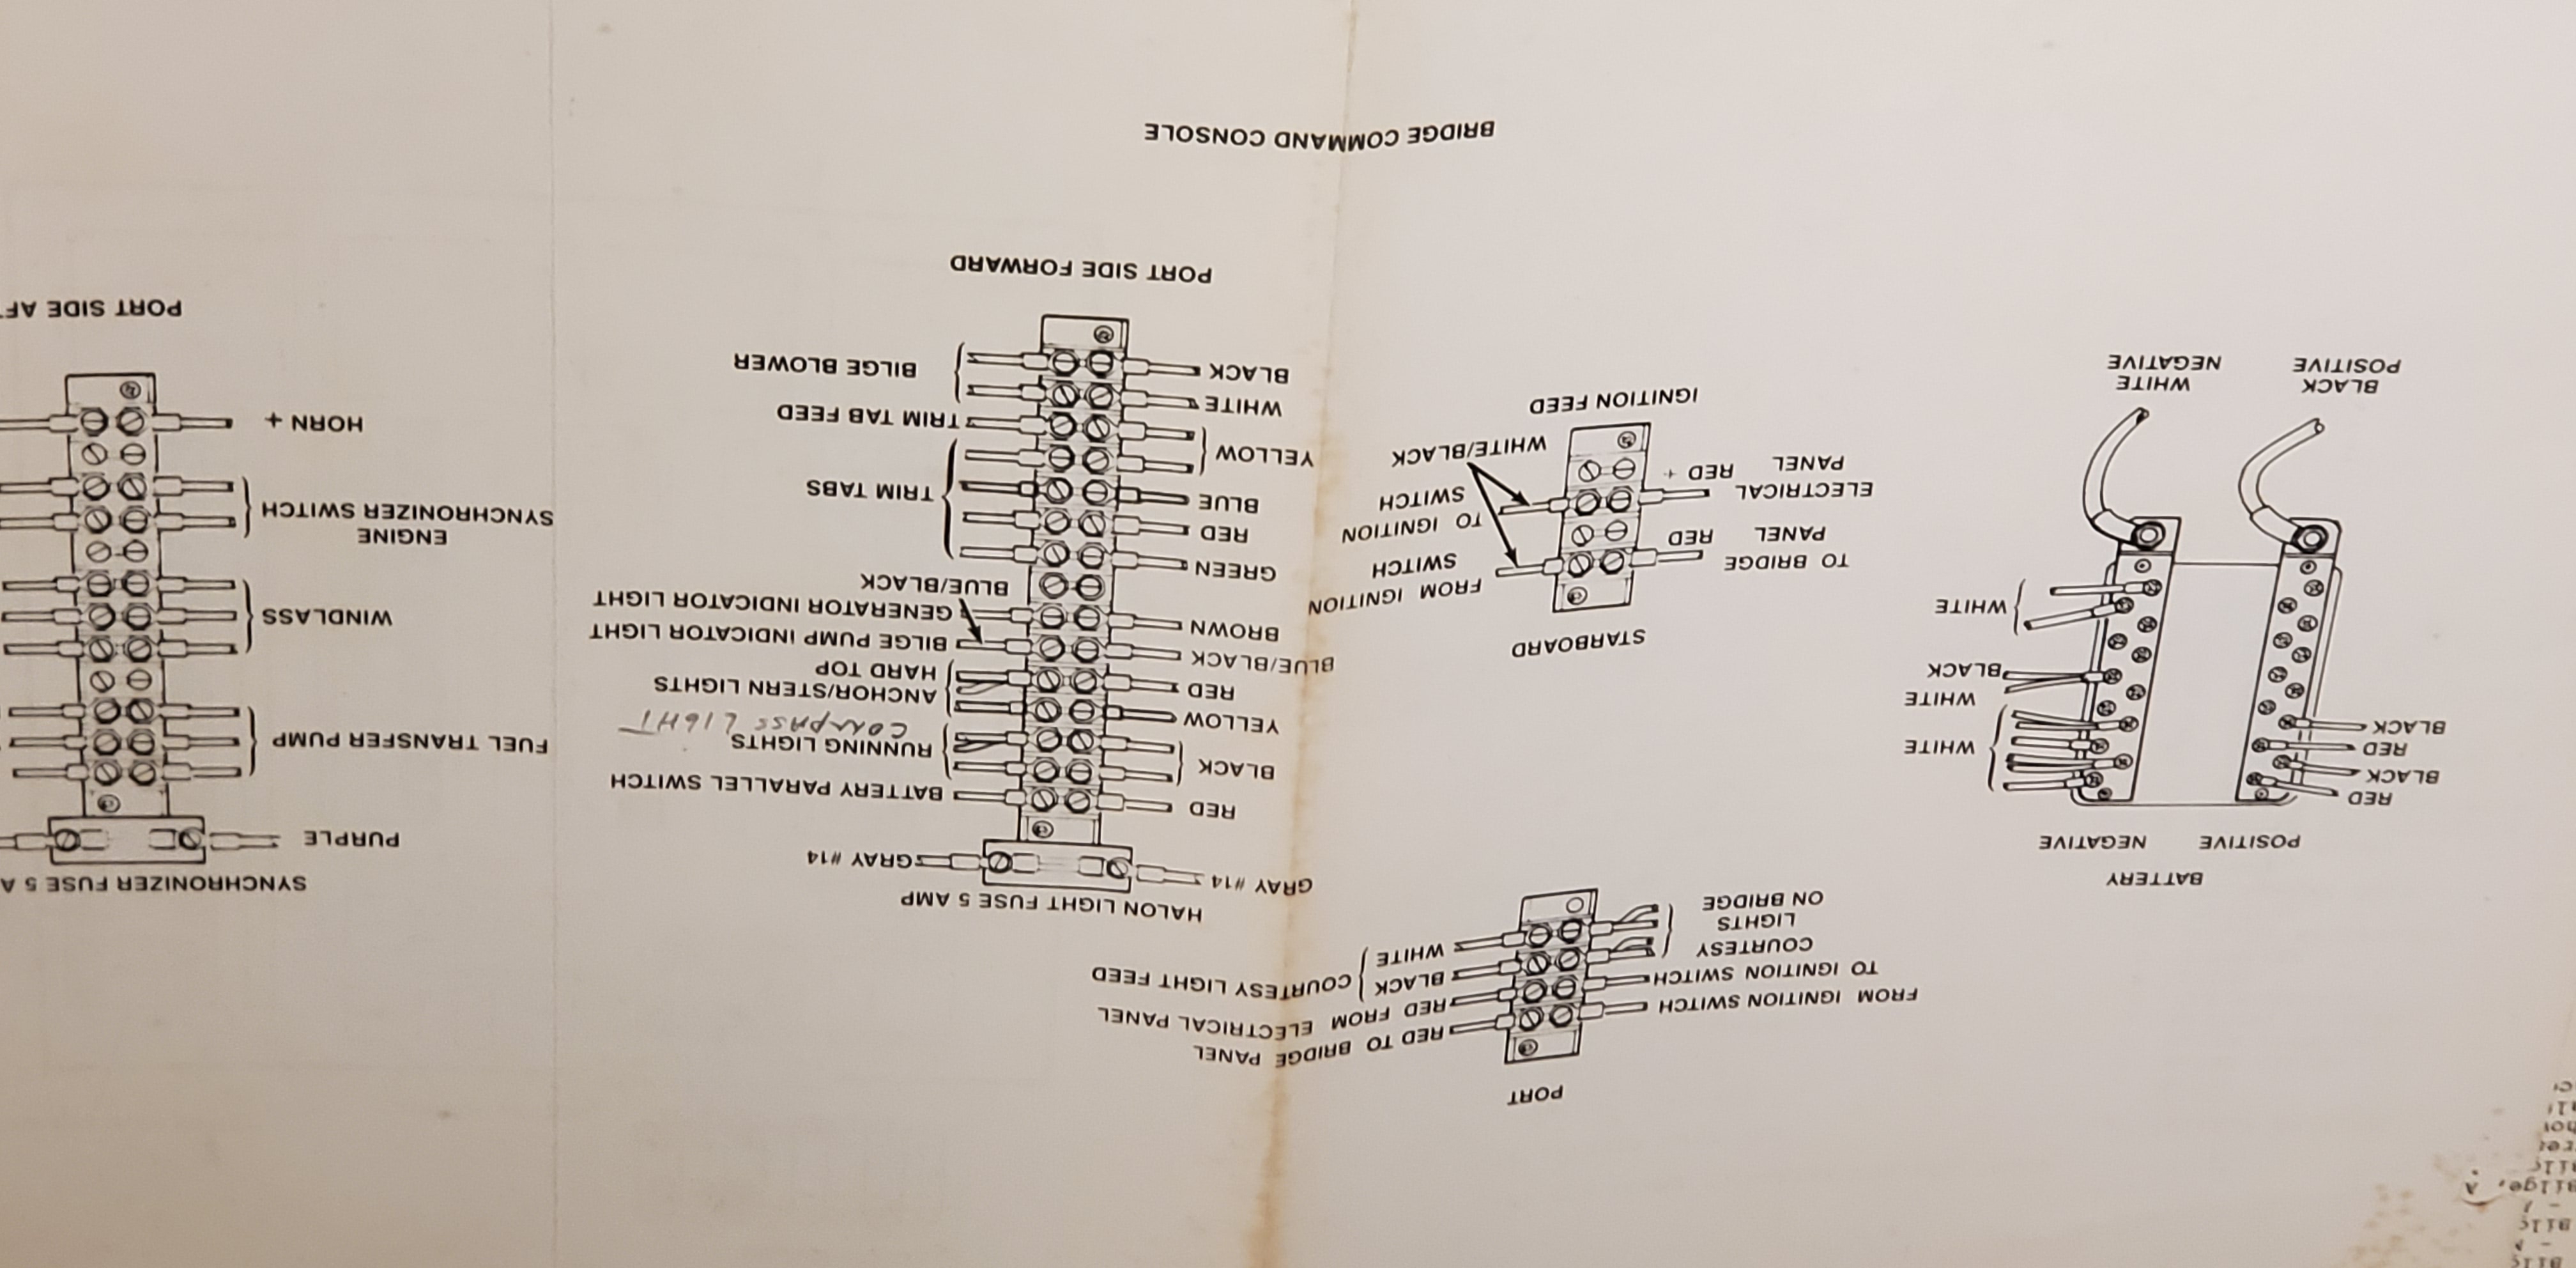 BATTERY
POSITIVE NEGATIVE
RED
BLACK
RED
BLACK
WHITE
WHITE
BLACK
WHITE
BLACK
POSITIVE
WHITE
NEGATIVE
PORT
FROM IGNITION SWITCH
TO IGNITION SWITCH
COURTESY
LIGHTS
ON BRIDGE
RED TO BRIDGE PANEL
RED FROM ELECTRICAL PANEL
BLACK
WHITE
COURTESY LIGHT FEED
STARBOARD
TO BRIDGE
PANEL RED
ELECTRICAL
PANEL RED +
FROM IGNITION
SWITCH
TO IGNITION
SWITCH
WHITE/BLACK
IGNITION FEED
HALON LIGHT FUSE 5 AMP
GRAY #14
GRAY #14
RED
BLACK
YELLOW
RED
BLUE/BLACK
BROWN
GREEN
RED
BLUE
YELLOW
WHITE
BLACK
BATTERY PARALLEL SWITCH
RUNNING LIGHTS
COMPASS LIGHT
ANCHOR/STERN LIGHTS
HARD TOP
BILGE PUMP INDICATOR LIGHT
GENERATOR INDICATOR LIGHT
BLUE/BLACK
TRIM TABS
TRIM TAB FEED
BILGE BLOWER
PORT SIDE FORWARD
SYNCHRONIZER FUSE 5 A
PURPLE
FUEL TRANSFER PUMP
WINDLASS
ENGINE
SYNCHRONIZER SWITCH
HORN +
PORT SIDE AF
BRIDGE COMMAND CONSOLE